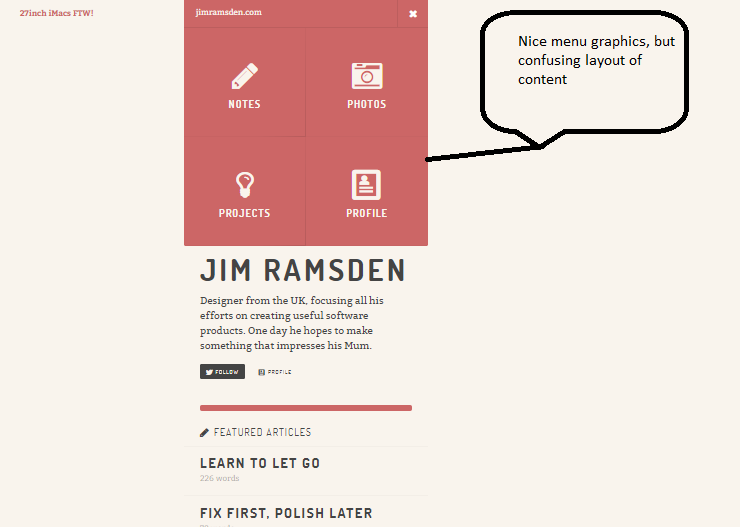 27inch iMacs FTW!
jimramsden.com
NOTES
PHOTOS
PROJECTS
PROFILE
Nice menu graphics, but
confusing layout of
content
JIM RAMSDEN
Designer from the UK, focusing all his
efforts on creating useful software
products. One day he hopes to make
something that impresses his Mum.
FOLLOW
PROFILE
FEATURED ARTICLES
LEARN TO LET GO
226 words
FIX FIRST, POLISH LATER